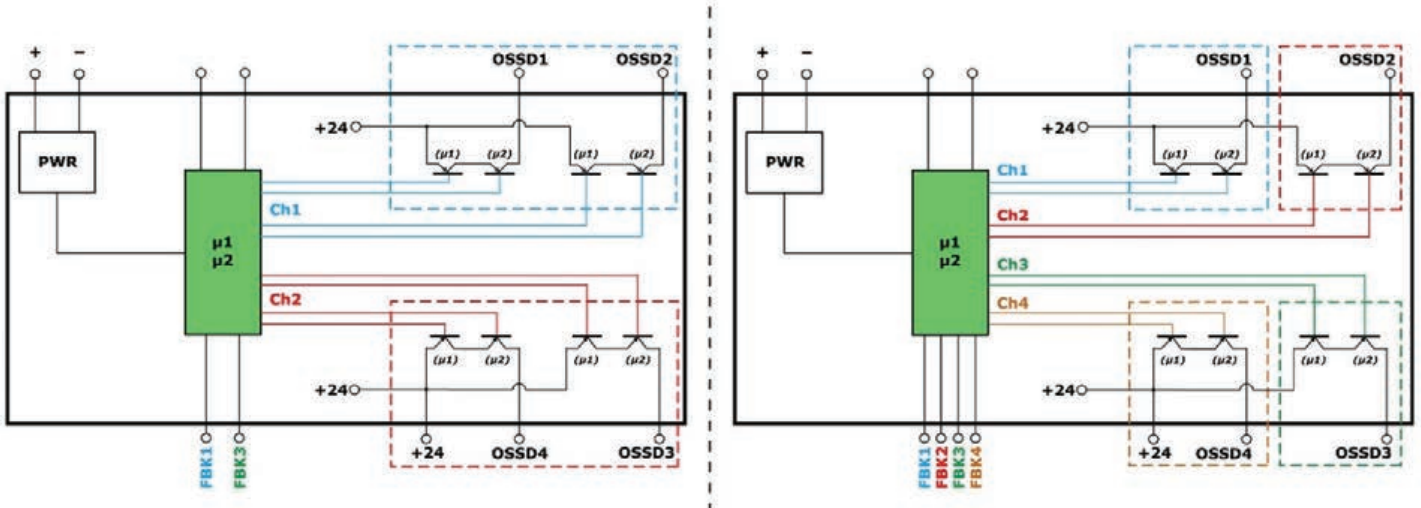 + −
OSSD1 OSSD2
+24
PWR
(µ1) (µ2) (µ1) (µ2)
Ch1
µ1
µ2
Ch2
(µ1) (µ2) (µ1) (µ2)
+24
+24 OSSD4 OSSD3
FBK1
FBK3
+ −
OSSD1 OSSD2
+24
PWR
(µ1) (µ2) (µ1) (µ2)
Ch1
Ch2
µ1
µ2
Ch3
Ch4
(µ1) (µ2) (µ1) (µ2)
+24
+24 OSSD4 OSSD3
FBK1
FBK2
FBK3
FBK4